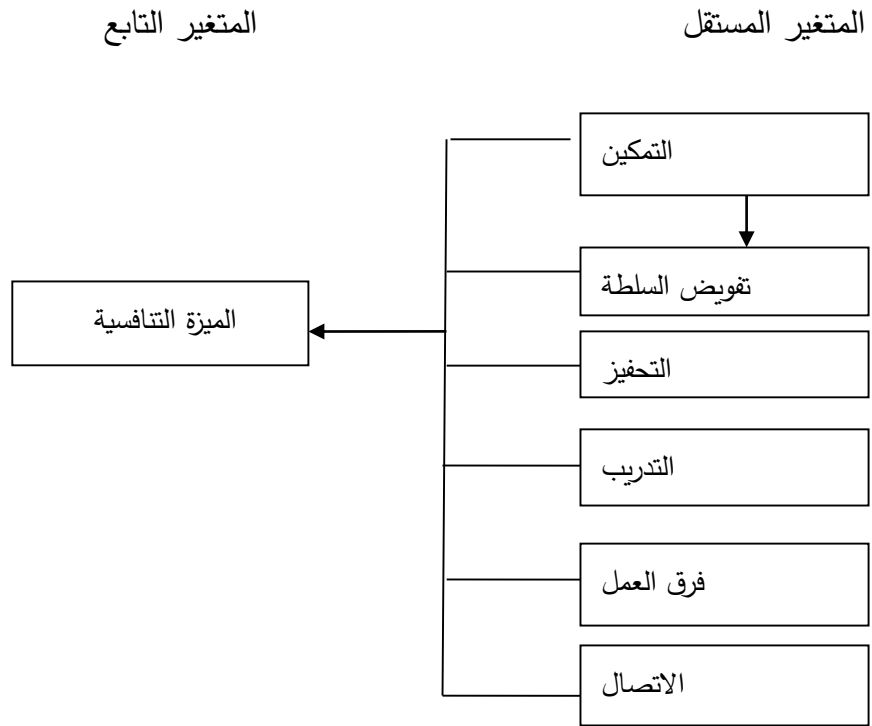 المتغير المستقل
المتغير التابع
التمكين
تفويض السلطة
الميزة التنافسية
التحفيز
التدريب
فرق العمل
الاتصال